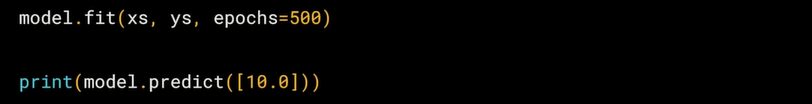 model.fit(xs, ys, epochs=500)
print(model.predict([10.0]))